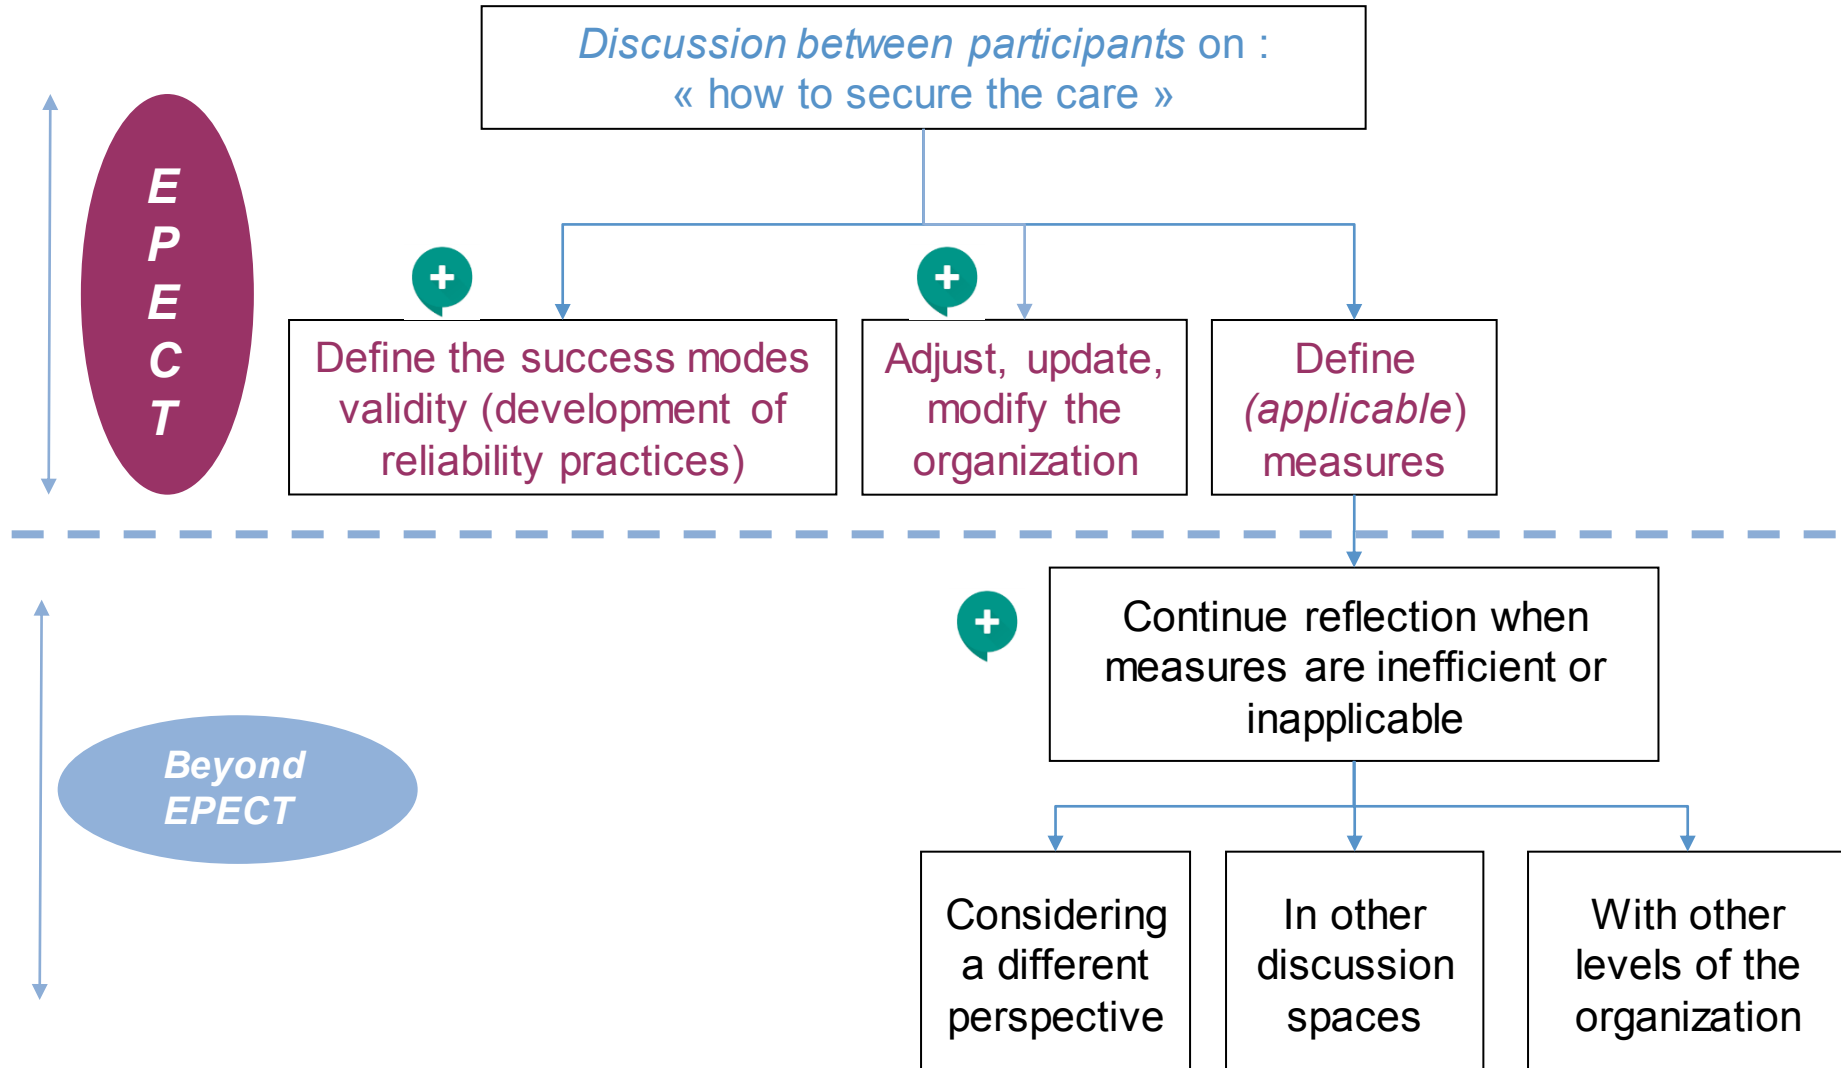 Discussion between participants on :
« how to secure the care »
E
P
E
C
T
Define the success modes
validity (development of
reliability practices)
Adjust, update,
modify the
organization
Define
(applicable)
measures
Continue reflection when
measures are inefficient or
inapplicable
Beyond
EPECT
Considering
a different
perspective
In other
discussion
spaces
With other
levels of the
organization